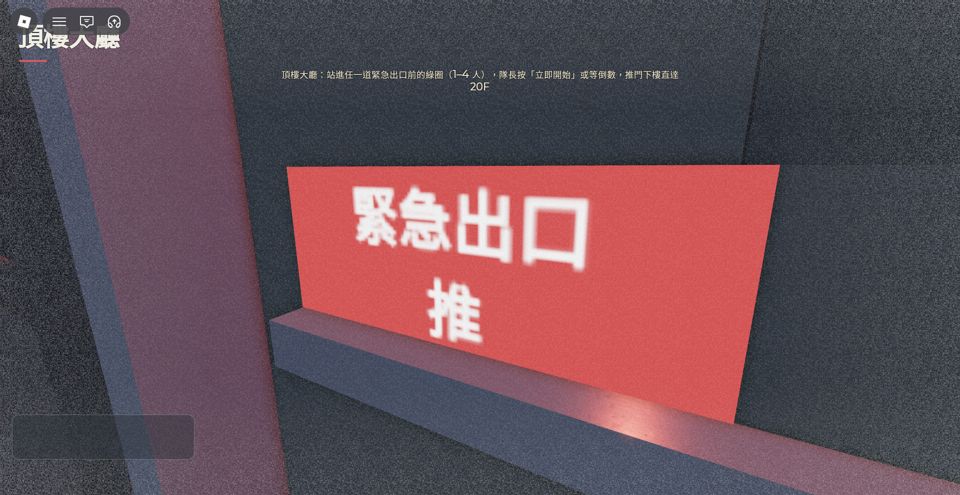 頂樓大廳
頂樓大廳：站進任一道緊急出口前的綠圈（1–4 人），隊長按「立即開始」或等倒數，推門下樓直達
20F
緊急出口
推